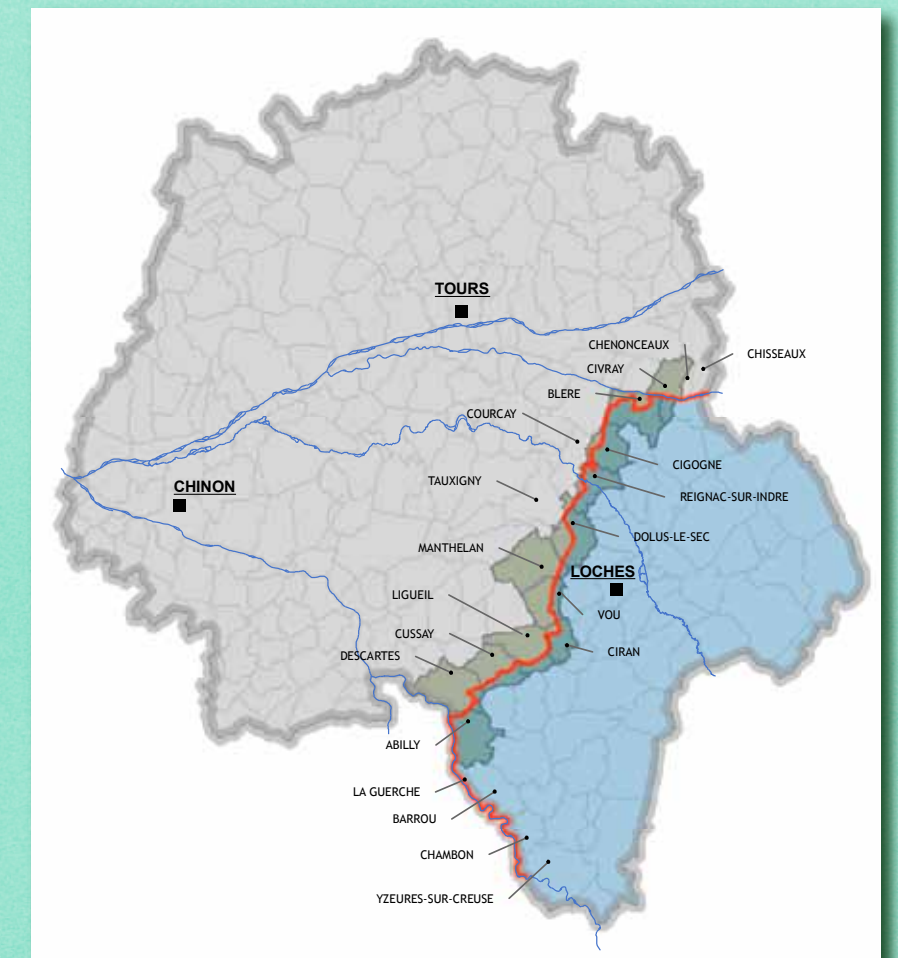 TOURS
CHENONCEAUX
CHISSEAUX
CIVRAY
BLERE
COURCAY
CIGOGNE
TAUXIGNY
CHINON
REIGNAC-SUR-INDRE
DOLUS-LE-SEC
MANTHELAN
LOCHES
LIGUEIL
VOU
CUSSAY
CIRAN
DESCARTES
ABILLY
LA GUERCHE
BARROU
CHAMBON
YZEURES-SUR-CREUSE